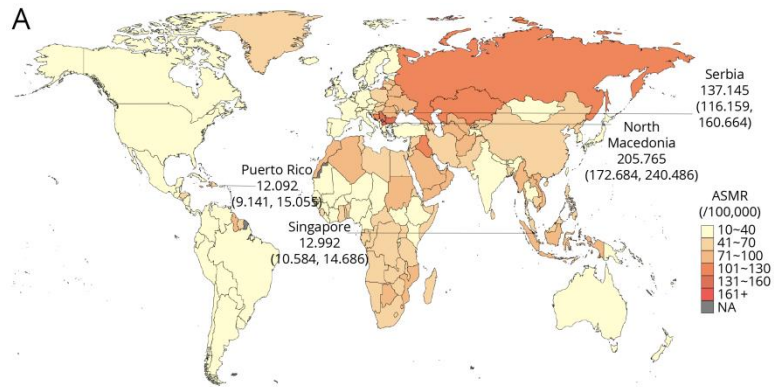 A
Serbia
137.145
(116.159,
160.664)
North
Macedonia
205.765
(172.684, 240.486)
Puerto Rico
12.092
(9.141, 15.055)
Singapore
12.992
(10.584, 14.686)
ASMR
(/100,000)
10~40
41~70
71~100
101~130
131~160
161+
NA